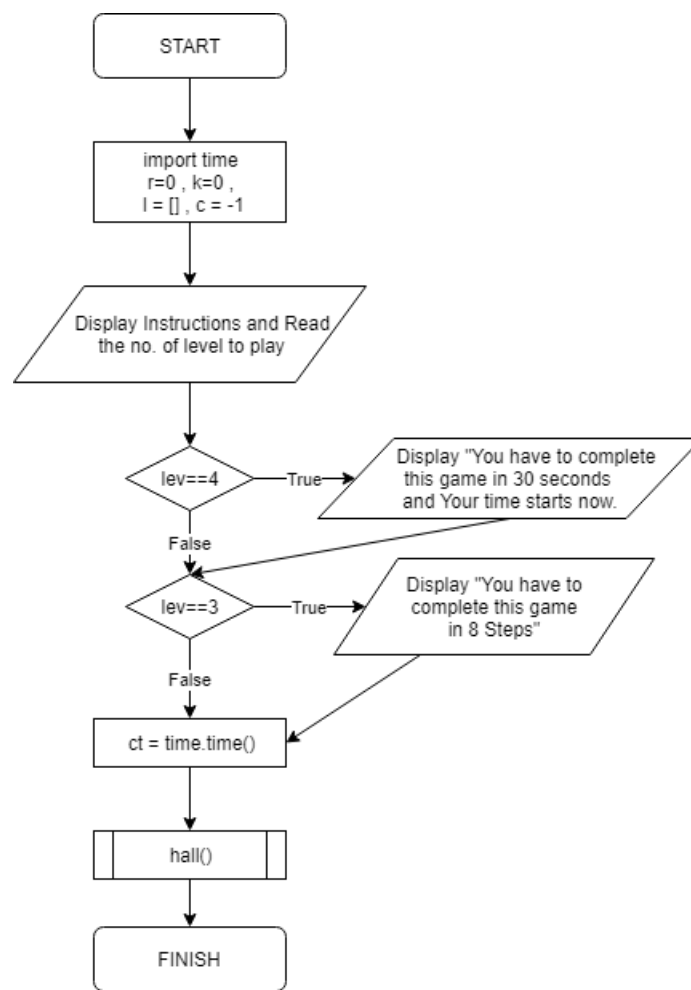 START
import time
r=0 , k=0 ,
l = [] , c = -1
Display Instructions and Read
the no. of level to play
lev==4
True
Display "You have to complete
this game in 30 seconds
and Your time starts now.
False
lev==3
True
Display "You have to
complete this game
in 8 Steps"
False
ct = time.time()
hall()
FINISH